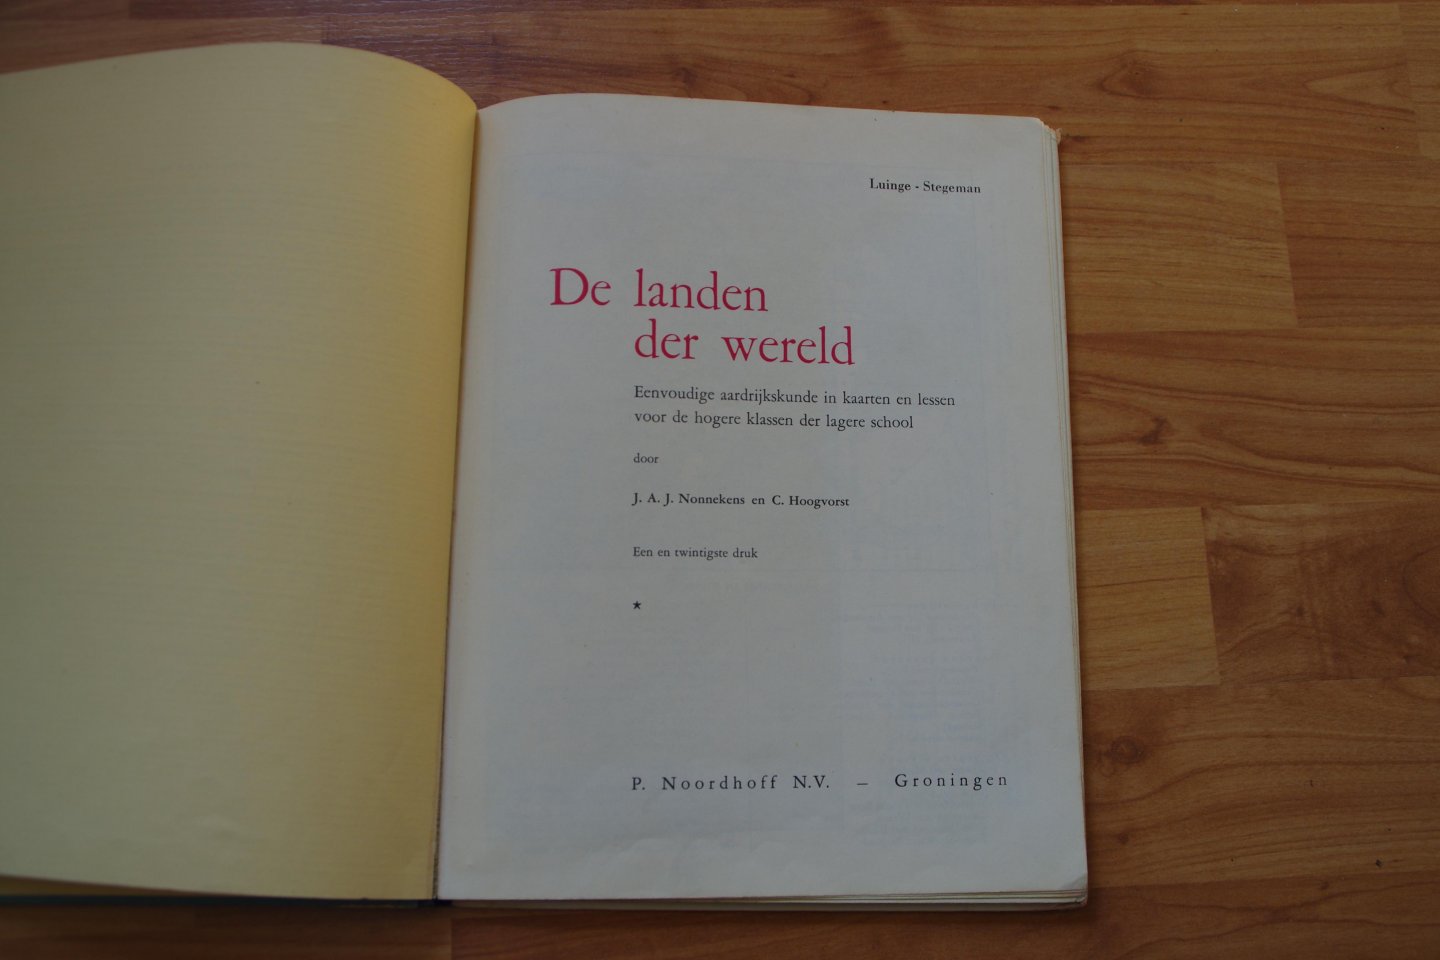 Luinge - Stegeman
De landen
der wereld
Eenvoudige aardrijkskunde in kaarten en lessen
voor de hogere klassen der lagere school
door
J. A. J. Nonnekens en C. Hoogvorst
Een en twintigste druk
★
P. Noordhoff N.V. – Groningen